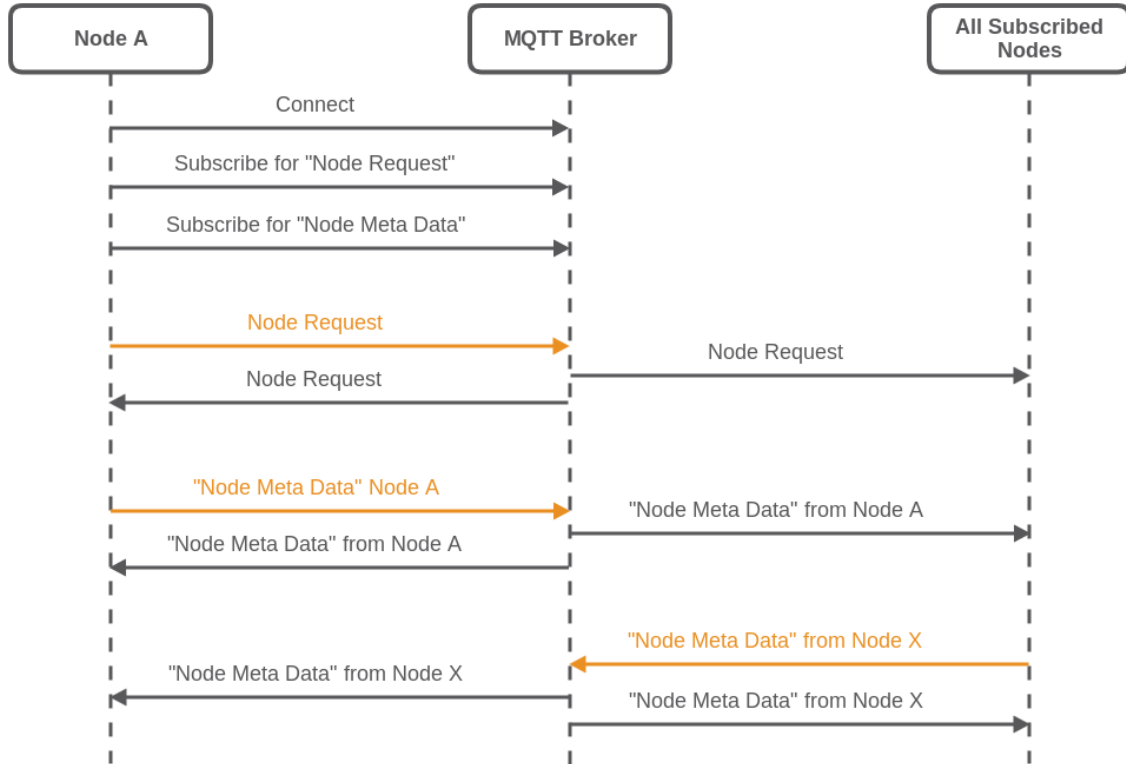 Node A
MQTT Broker
All Subscribed
Nodes
Connect
Subscribe for "Node Request"
Subscribe for "Node Meta Data"
Node Request
Node Request
Node Request
"Node Meta Data" Node A
"Node Meta Data" from Node A
"Node Meta Data" from Node A
"Node Meta Data" from Node X
"Node Meta Data" from Node X
"Node Meta Data" from Node X